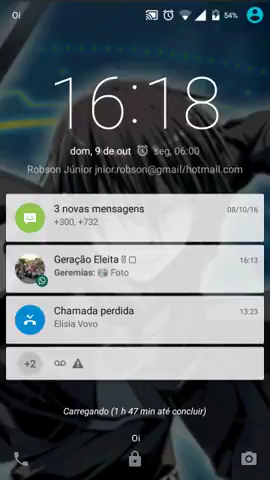 Oi
54%
16:18
dom, 9 de out seg, 06:00
Robson Júnior jnior.robson@gmail/hotmail.com
3 novas mensagens 08/10/16
+300, +732
Geração Eleita 16:13
Geremias: Foto
Chamada perdida 13:23
Elisia Vovo
+2
Carregando (1 h 47 min até concluir)
Oi